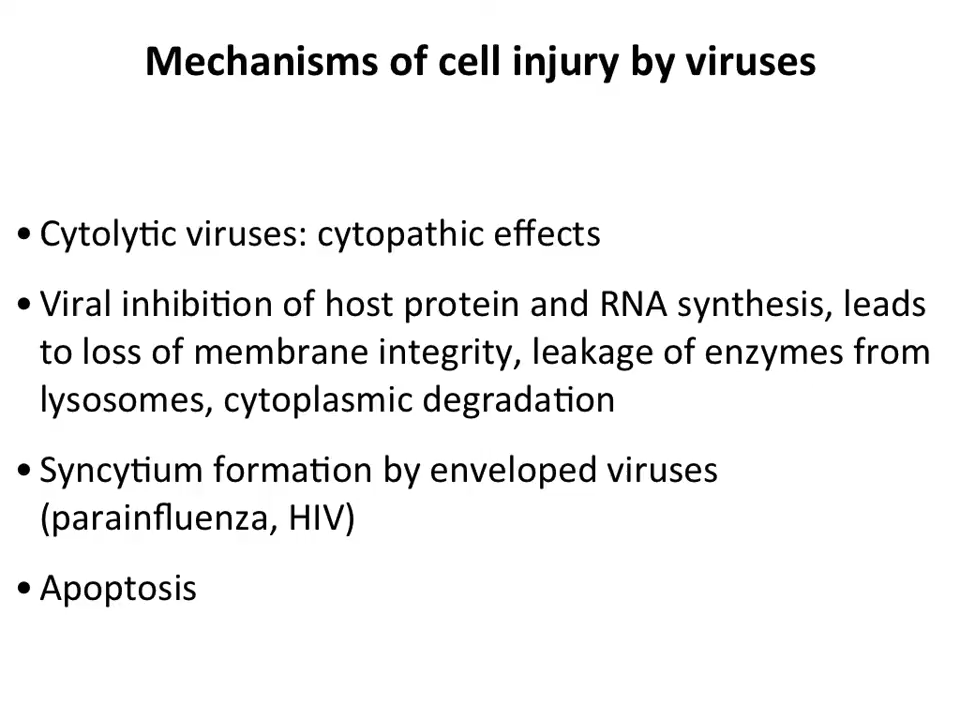 Mechanisms of cell injury by viruses
• Cytolytic viruses: cytopathic effects
• Viral inhibition of host protein and RNA synthesis, leads
to loss of membrane integrity, leakage of enzymes from
lysosomes, cytoplasmic degradation
• Syncytium formation by enveloped viruses
(parainfluenza, HIV)
• Apoptosis